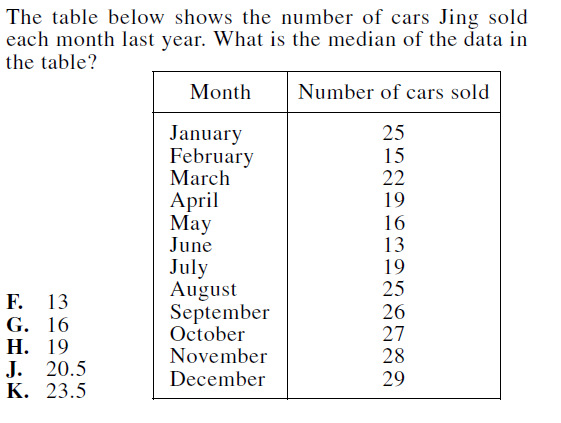 The table below shows the number of cars Jing sold
each month last year. What is the median of the data in
the table?
Month Number of cars sold
January 25
February 15
March 22
April 19
May 16
June 13
July 19
August 25
September 26
October 27
November 28
December 29
F. 13
G. 16
H. 19
J. 20.5
K. 23.5